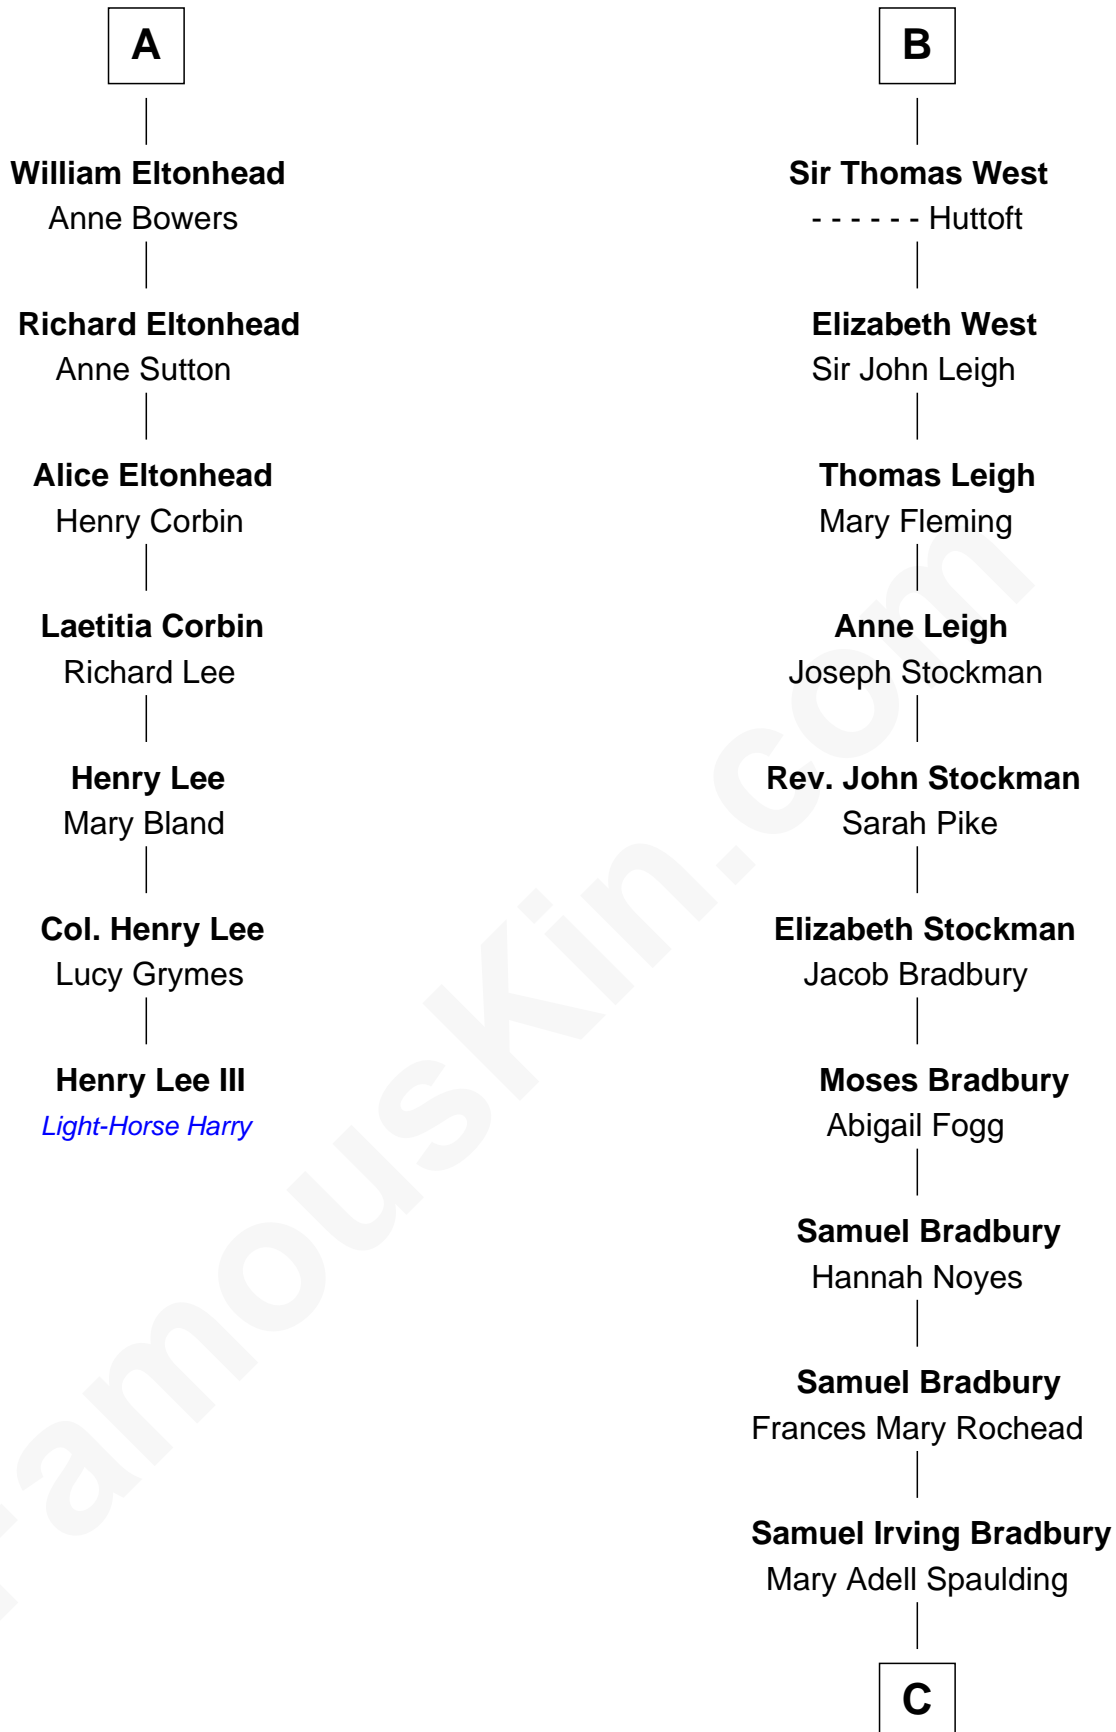 A
William Eltonhead
Anne Bowers
Richard Eltonhead
Anne Sutton
Alice Eltonhead
Henry Corbin
Laetitia Corbin
Richard Lee
Henry Lee
Mary Bland
Col. Henry Lee
Lucy Grymes
Henry Lee III
Light-Horse Harry
B
Sir Thomas West
- - - - - - Huttoft
Elizabeth West
Sir John Leigh
Thomas Leigh
Mary Fleming
Anne Leigh
Joseph Stockman
Rev. John Stockman
Sarah Pike
Elizabeth Stockman
Jacob Bradbury
Moses Bradbury
Abigail Fogg
Samuel Bradbury
Hannah Noyes
Samuel Bradbury
Frances Mary Rochead
Samuel Irving Bradbury
Mary Adell Spaulding
C
FamousKin.com